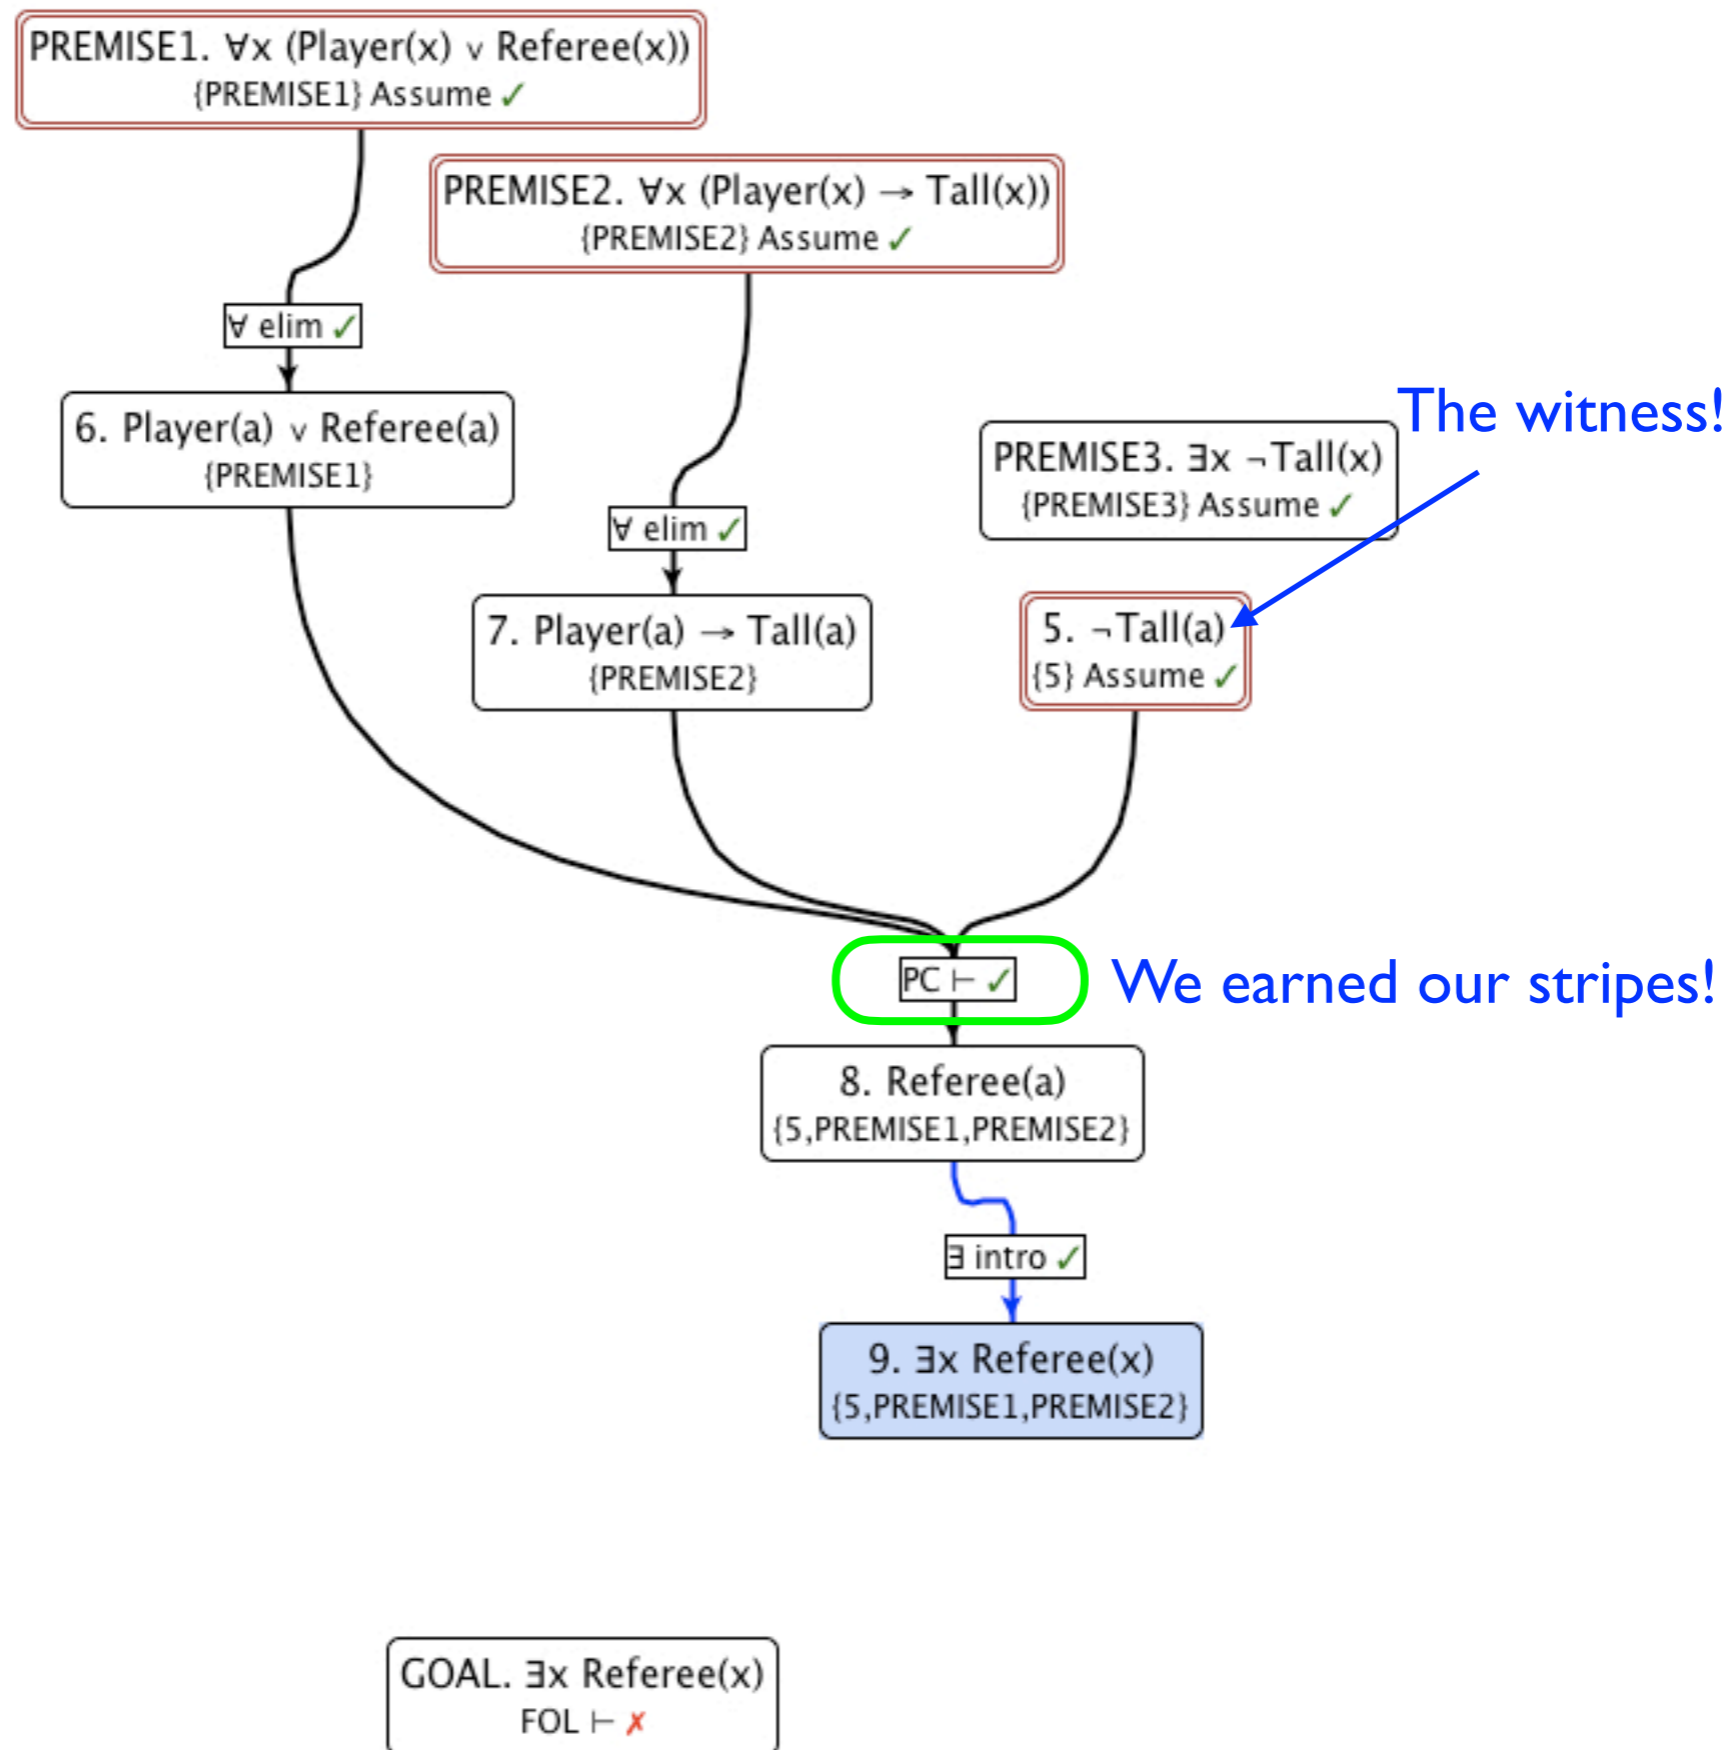 PREMISE1. ∀x (Player(x) ∨ Referee(x))
{PREMISE1} Assume ✓
PREMISE2. ∀x (Player(x) → Tall(x))
{PREMISE2} Assume ✓
∀ elim ✓
6. Player(a) ∨ Referee(a)
{PREMISE1}
The witness!
PREMISE3. ∃x ¬Tall(x)
{PREMISE3} Assume ✓
∀ elim ✓
7. Player(a) → Tall(a)
{PREMISE2}
5. ¬Tall(a)
{5} Assume ✓
PC ⊢ ✓
We earned our stripes!
8. Referee(a)
{5,PREMISE1,PREMISE2}
∃ intro ✓
9. ∃x Referee(x)
{5,PREMISE1,PREMISE2}
GOAL. ∃x Referee(x)
FOL ⊢ ✗